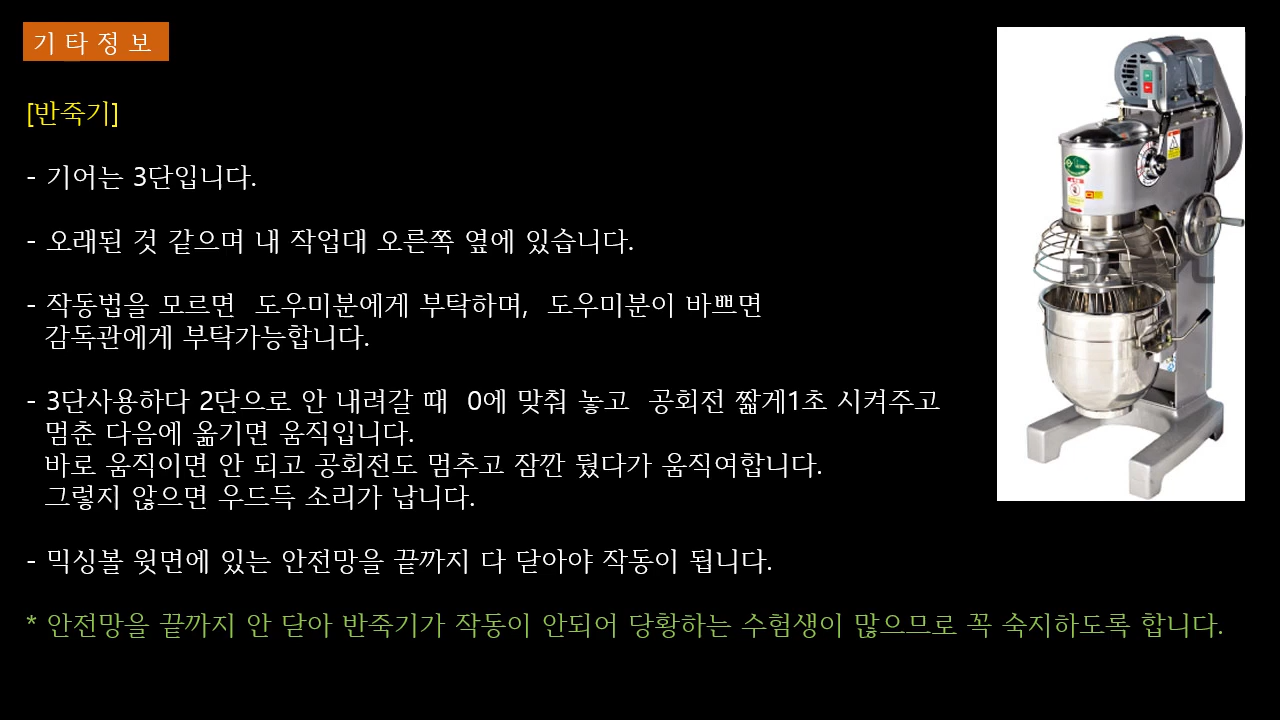 기 타 정 보
[반죽기]
- 기어는 3단입니다.
- 오래된 것 같으며 내 작업대 오른쪽 옆에 있습니다.
- 작동법을 모르면 도우미분에게 부탁하며, 도우미분이 바쁘면
감독관에게 부탁가능합니다.
- 3단사용하다 2단으로 안 내려갈 때 0에 맞춰 놓고 공회전 짧게1초 시켜주고
멈춘 다음에 옮기면 움직입니다.
바로 움직이면 안 되고 공회전도 멈추고 잠깐 뒀다가 움직여합니다.
그렇지 않으면 우드득 소리가 납니다.
- 믹싱볼 윗면에 있는 안전망을 끝까지 다 닫아야 작동이 됩니다.
* 안전망을 끝까지 안 닫아 반죽기가 작동이 안되어 당황하는 수험생이 많으므로 꼭 숙지하도록 합니다.